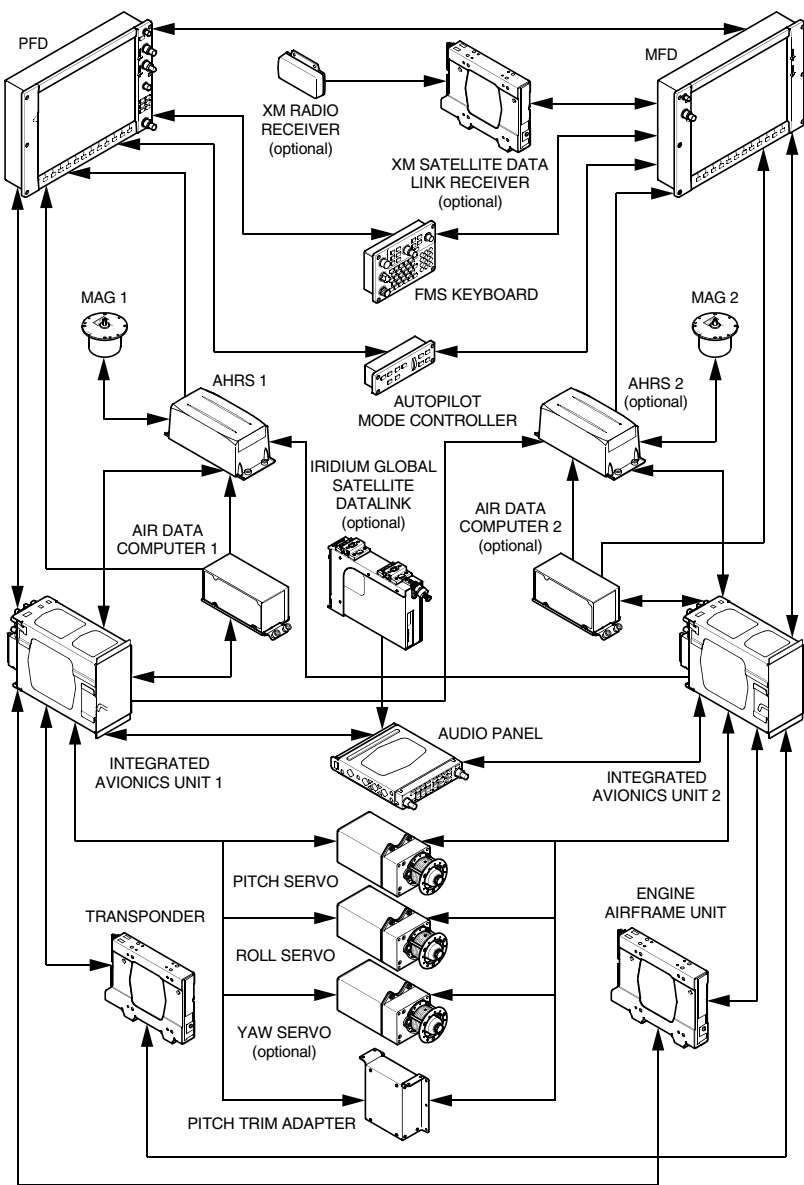 PFD
MFD
XM RADIO
RECEIVER
(optional)
XM SATELLITE DATA
LINK RECEIVER
(optional)
FMS KEYBOARD
MAG 1
MAG 2
AHRS 1
AUTOPILOT
MODE CONTROLLER
AHRS 2
(optional)
IRIDIUM GLOBAL
SATELLITE
DATALINK
(optional)
AIR DATA
COMPUTER 1
AIR DATA
COMPUTER 2
(optional)
AUDIO PANEL
INTEGRATED
AVIONICS UNIT 1
INTEGRATED
AVIONICS UNIT 2
PITCH SERVO
TRANSPONDER
ENGINE
AIRFRAME UNIT
ROLL SERVO
YAW SERVO
(optional)
PITCH TRIM ADAPTER